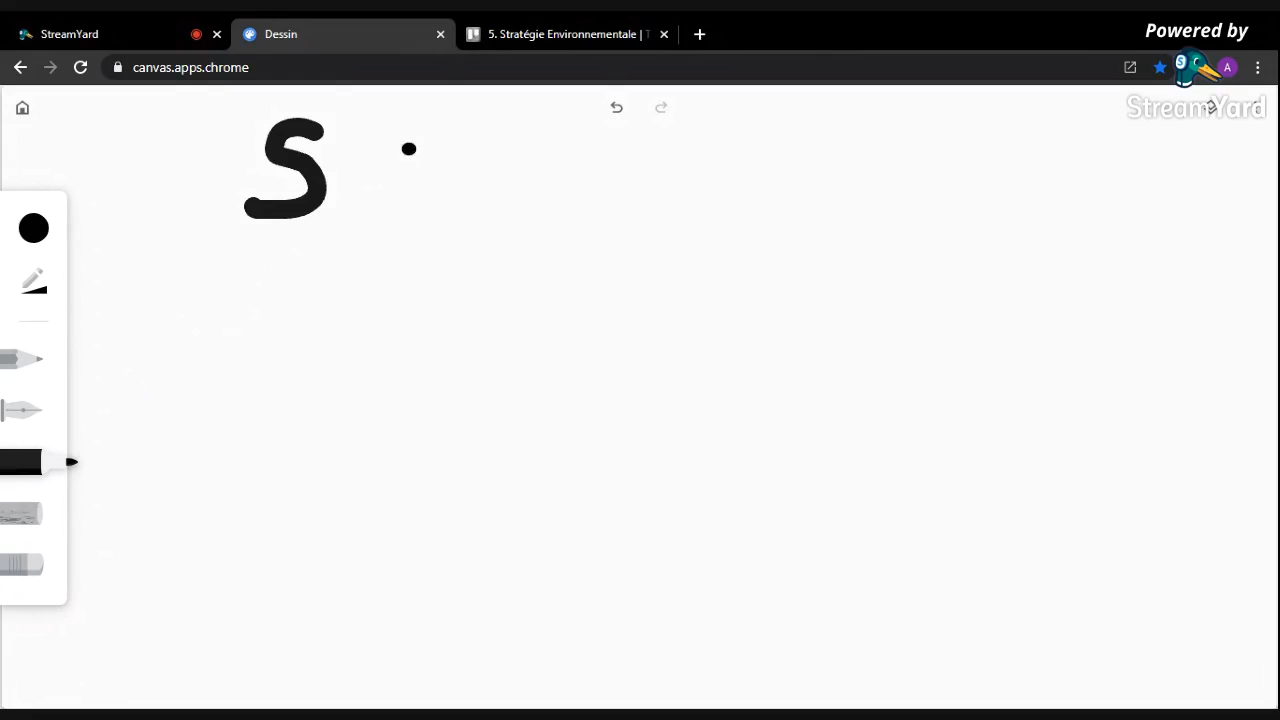 StreamYard
Dessin
5. Stratégie Environnementale |
Powered by
canvas.apps.chrome
S
A
StreamYard
S